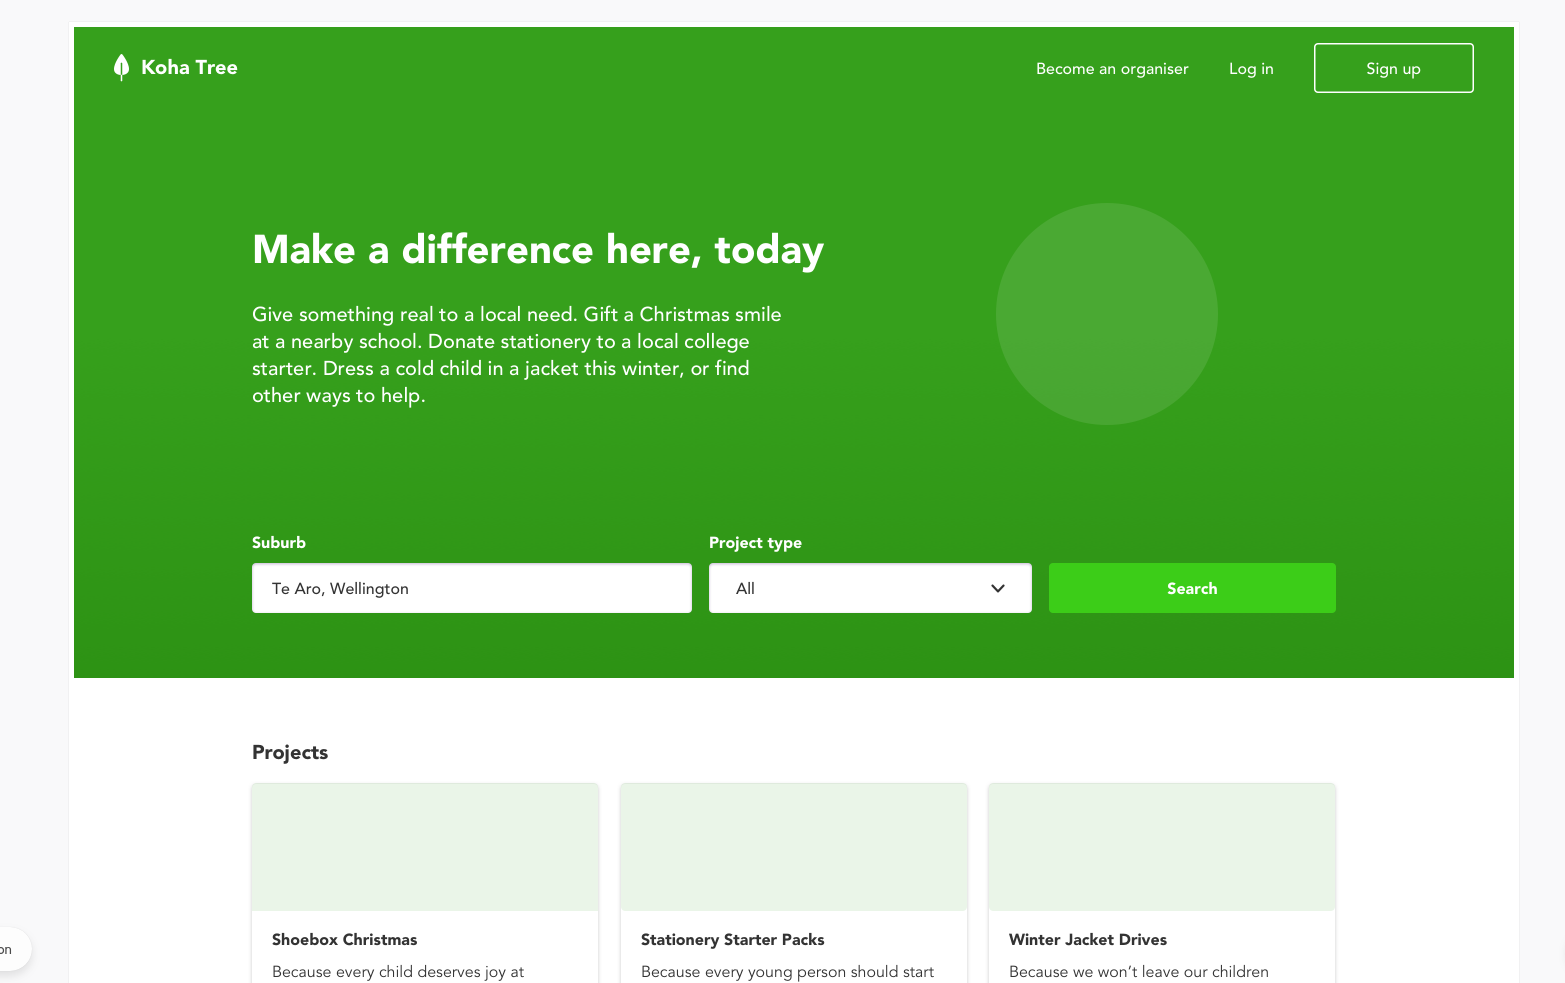 Koha Tree
Become an organiser
Log in
Sign up
Make a difference here, today
Give something real to a local need. Gift a Christmas smile
at a nearby school. Donate stationery to a local college
starter. Dress a cold child in a jacket this winter, or find
other ways to help.
Suburb
Project type
Te Aro, Wellington
All
Search
Projects
Shoebox Christmas
Because every child deserves joy at
Stationery Starter Packs
Because every young person should start
Winter Jacket Drives
Because we won’t leave our children